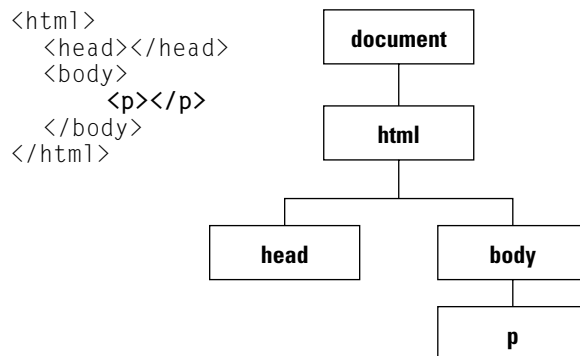 <html>
<head></head>
<body>
<p></p>
</body>
</html>
document
html
head
body
p